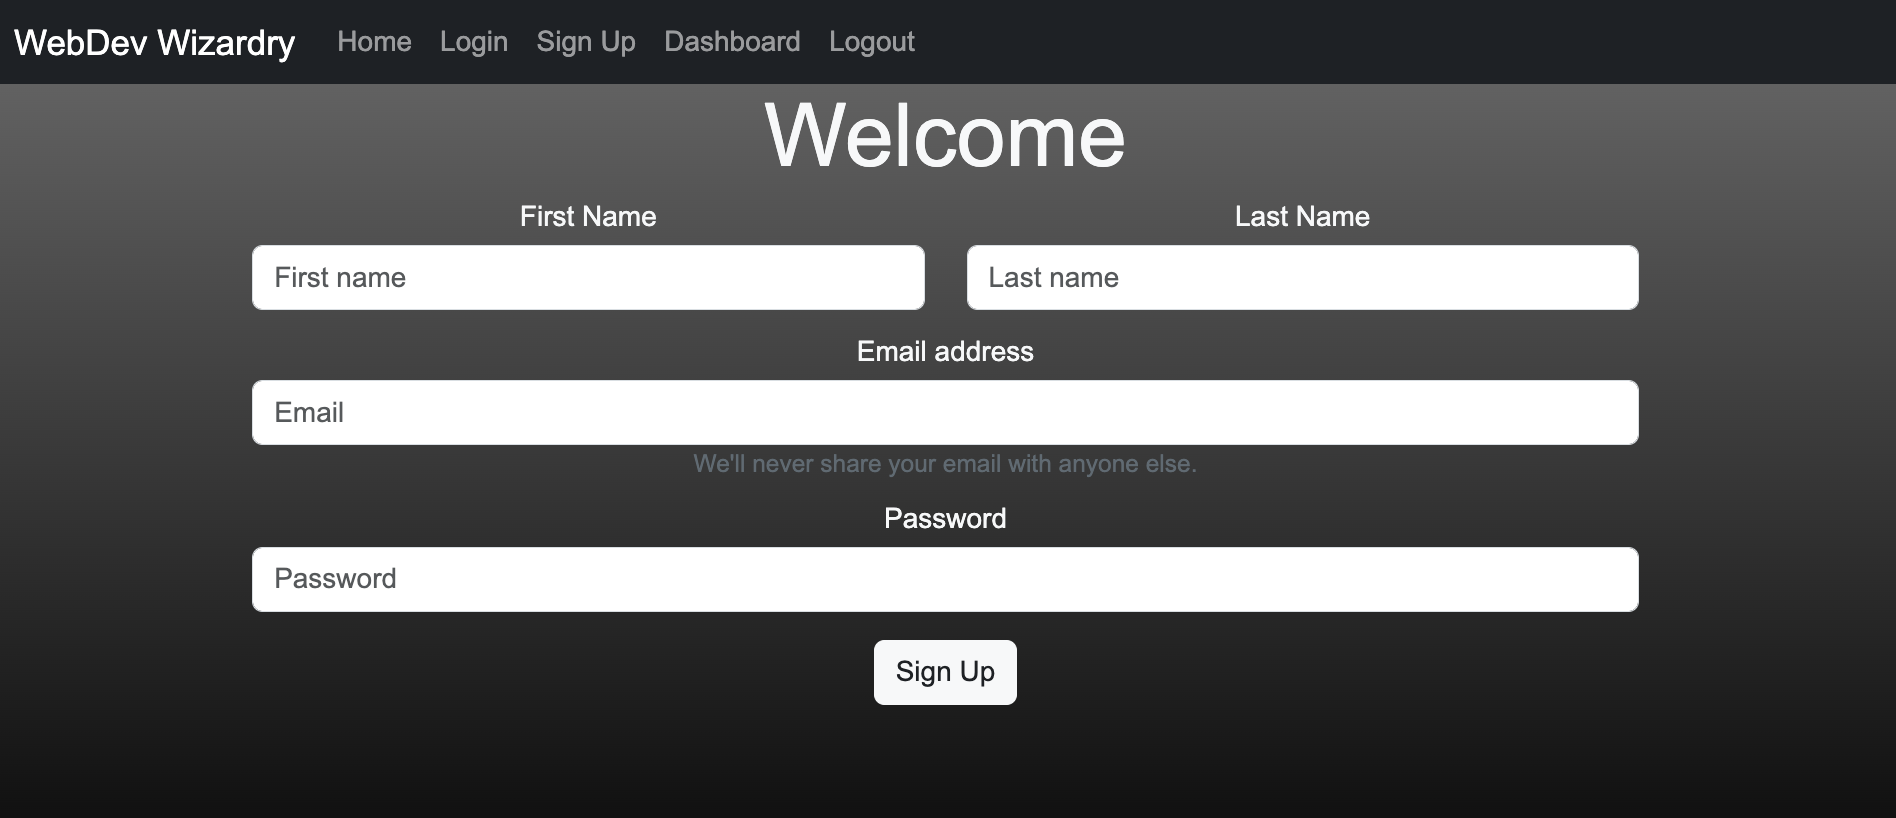 WebDev Wizardry Home Login Sign Up Dashboard Logout
Welcome
First Name Last Name
First name Last name
Email address
Email
We'll never share your email with anyone else.
Password
Password
Sign Up